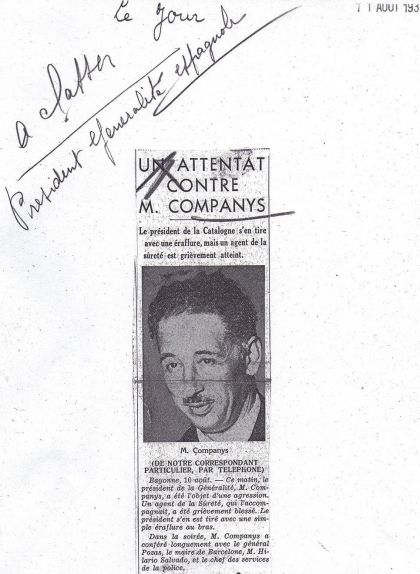 Le Jour
11 AOUT 193
a classer
President Generalité espagnole
UN ATTENTAT
CONTRE
M. COMPANYS
Le président de la Catalogne s'en tire
avec une éraflure, mais un agent de la
sûreté est grièvement atteint.
M. Companys
(DE NOTRE CORRESPONDANT
PARTICULIER, PAR TELEPHONE)
Bayonne, 10 août. — Ce matin, le
président de la Généralité, M. Com-
panys, a été l'objet d'une agression.
Un agent de la Sûreté, qui l'accom-
pagnait, a été grièvement blessé. Le
président s'en est tiré avec une sim-
ple éraflure au bras.
Dans la soirée, M. Companys a
conféré longuement avec le général
Pozas, le maire de Barcelone, M. Hi-
lario Salvado, et le chef des services
de la police.